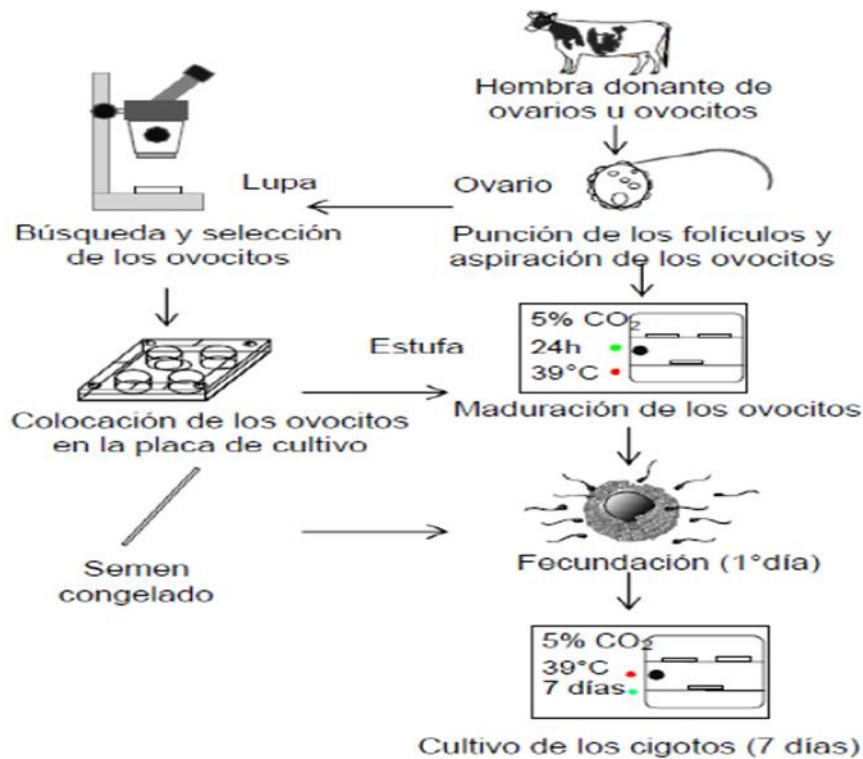 Hembra donante de
ovarios u ovocitos
Lupa
Ovario
Búsqueda y selección
de los ovocitos
Punción de los folículos y
aspiración de los ovocitos
5% CO2
24h
39°C
Estufa
Colocación de los ovocitos
en la placa de cultivo
Maduración de los ovocitos
Semen
congelado
Fecundación (1°día)
5% CO2
39°C
7 días
Cultivo de los cigotos (7 días)